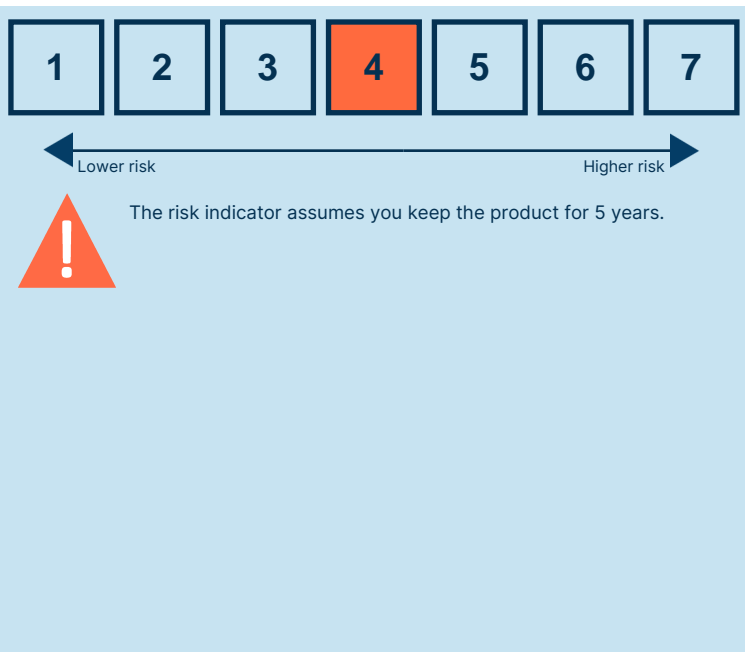 1 2 3 4 5 6 7
Lower risk Higher risk
The risk indicator assumes you keep the product for 5 years.
!